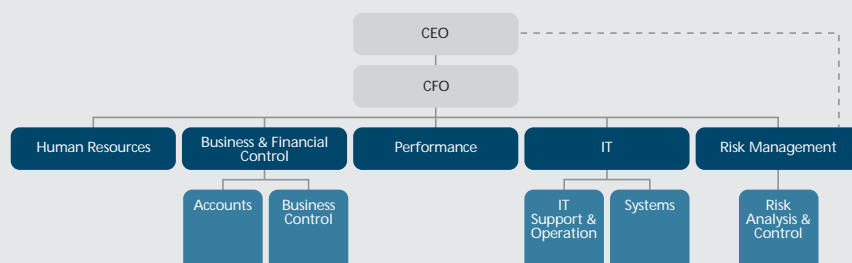 CEO
CFO
Human Resources
Business & Financial
Control
Performance
IT
Risk Management
Accounts
Business
Control
IT
Support &
Operation
Systems
Risk
Analysis &
Control